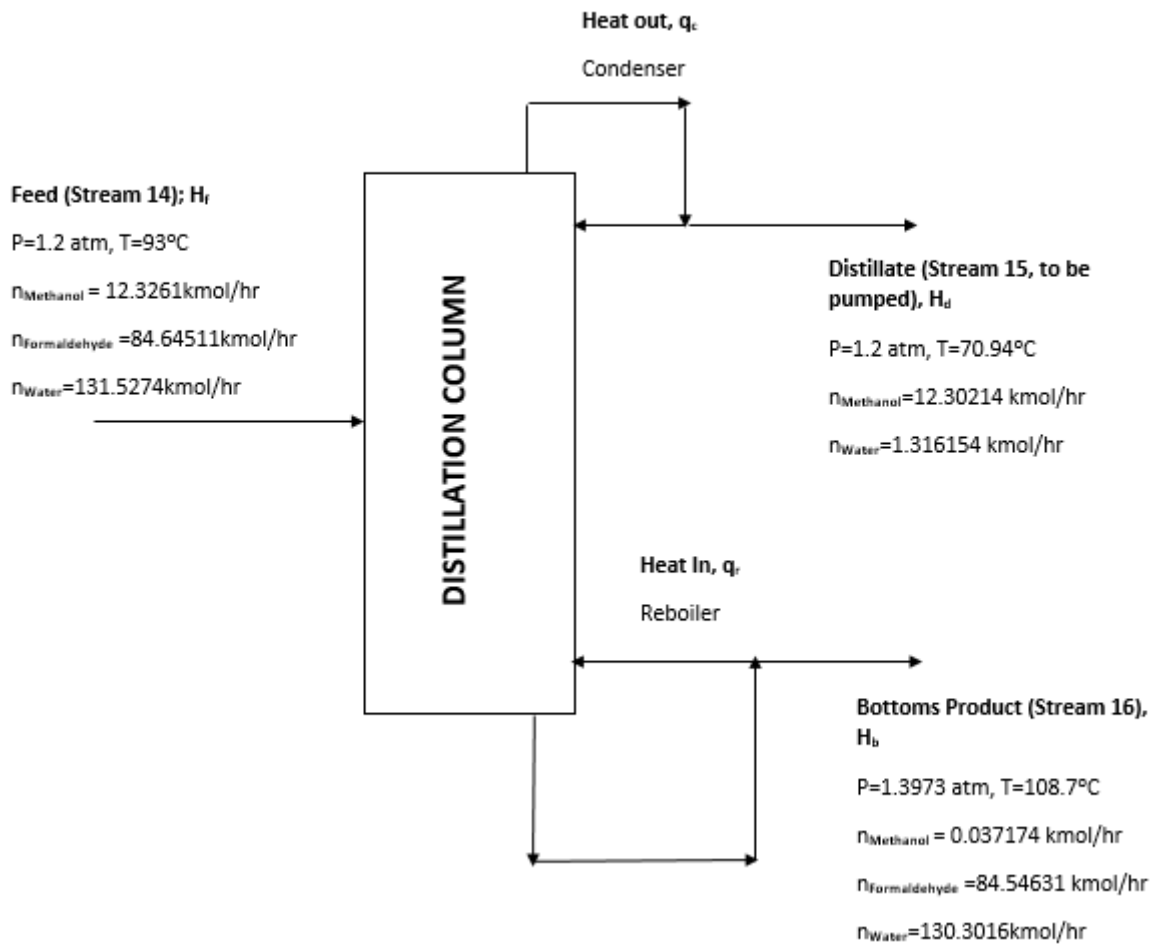 Heat out, qc
Condenser
Feed (Stream 14); Hf
P=1.2 atm, T=93ºC
nMethanol = 12.3261kmol/hr
nFormaldehyde =84.64511kmol/hr
nWater=131.5274kmol/hr
DISTILLATION COLUMN
Distillate (Stream 15, to be
pumped), Hd
P=1.2 atm, T=70.94ºC
nMethanol=12.30214 kmol/hr
nWater=1.316154 kmol/hr
Heat In, qr
Reboiler
Bottoms Product (Stream 16),
Hb
P=1.3973 atm, T=108.7ºC
nMethanol = 0.037174 kmol/hr
nFormaldehyde =84.54631 kmol/hr
nWater=130.3016kmol/hr